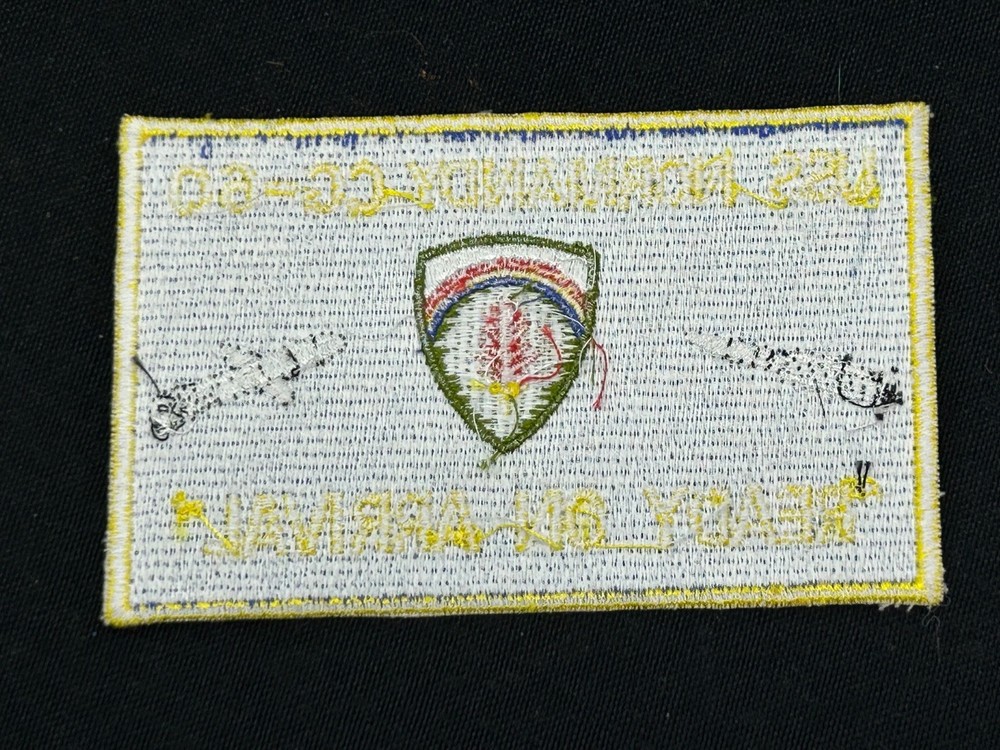 USS NORMANDY CG-60
"READY ON ARRIVAL"